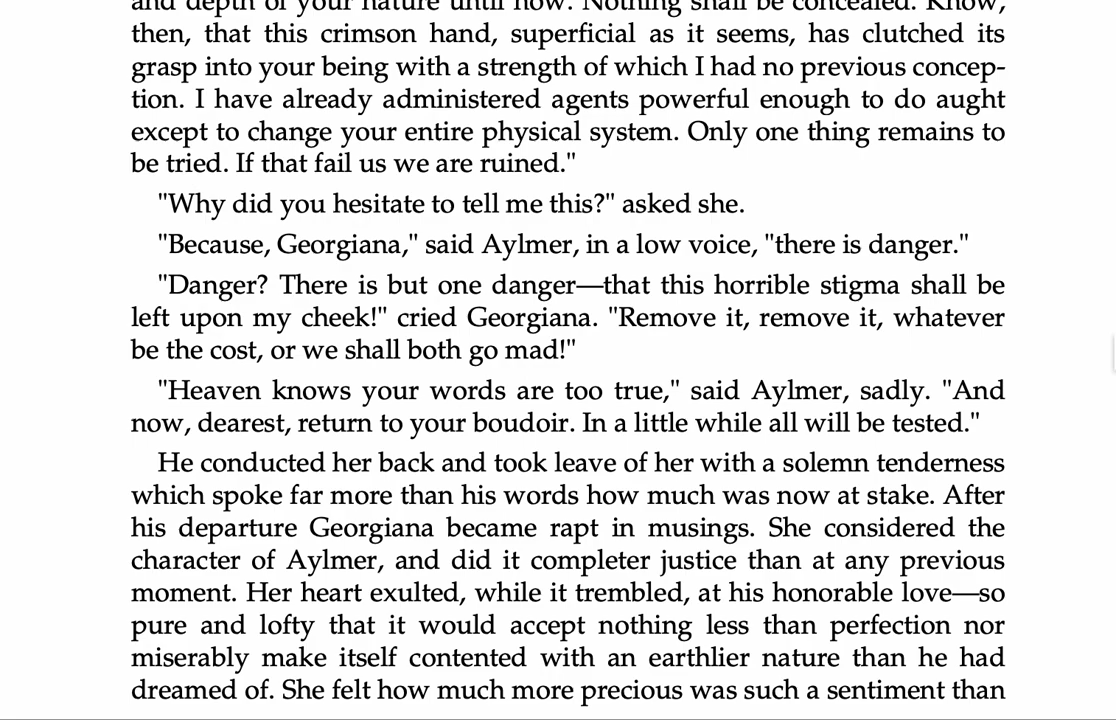 and depth of your nature until now. Nothing shall be concealed. Know,
then, that this crimson hand, superficial as it seems, has clutched its
grasp into your being with a strength of which I had no previous concep-
tion. I have already administered agents powerful enough to do aught
except to change your entire physical system. Only one thing remains to
be tried. If that fail us we are ruined."
"Why did you hesitate to tell me this?" asked she.
"Because, Georgiana," said Aylmer, in a low voice, "there is danger."
"Danger? There is but one danger—that this horrible stigma shall be
left upon my cheek!" cried Georgiana. "Remove it, remove it, whatever
be the cost, or we shall both go mad!"
"Heaven knows your words are too true," said Aylmer, sadly. "And
now, dearest, return to your boudoir. In a little while all will be tested."
He conducted her back and took leave of her with a solemn tenderness
which spoke far more than his words how much was now at stake. After
his departure Georgiana became rapt in musings. She considered the
character of Aylmer, and did it completer justice than at any previous
moment. Her heart exulted, while it trembled, at his honorable love—so
pure and lofty that it would accept nothing less than perfection nor
miserably make itself contented with an earthlier nature than he had
dreamed of. She felt how much more precious was such a sentiment than